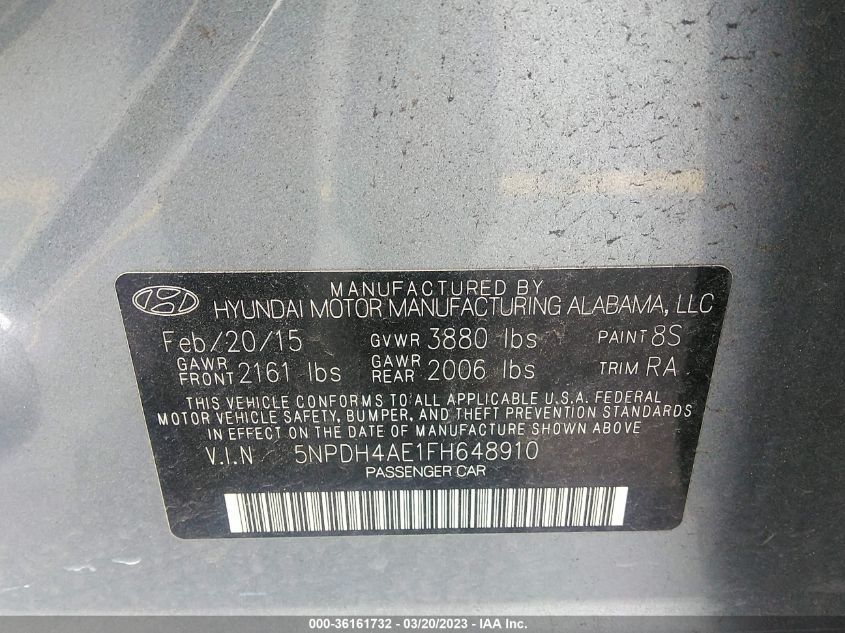 MANUFACTURED BY
HYUNDAI MOTOR MANUFACTURING ALABAMA, LLC
Feb/20/15 GVWR 3880 lbs PAINT 8S
GAWR FRONT 2161 lbs GAWR REAR 2006 lbs TRIM RA
THIS VEHICLE CONFORMS TO ALL APPLICABLE U.S.A. FEDERAL
MOTOR VEHICLE SAFETY, BUMPER, AND THEFT PREVENTION STANDARDS
IN EFFECT ON THE DATE OF MANUFACTURE SHOWN ABOVE
V.I.N 5NPDH4AE1FH648910
PASSENGER CAR
000-36161732 — 03/20/2023 — IAA Inc.